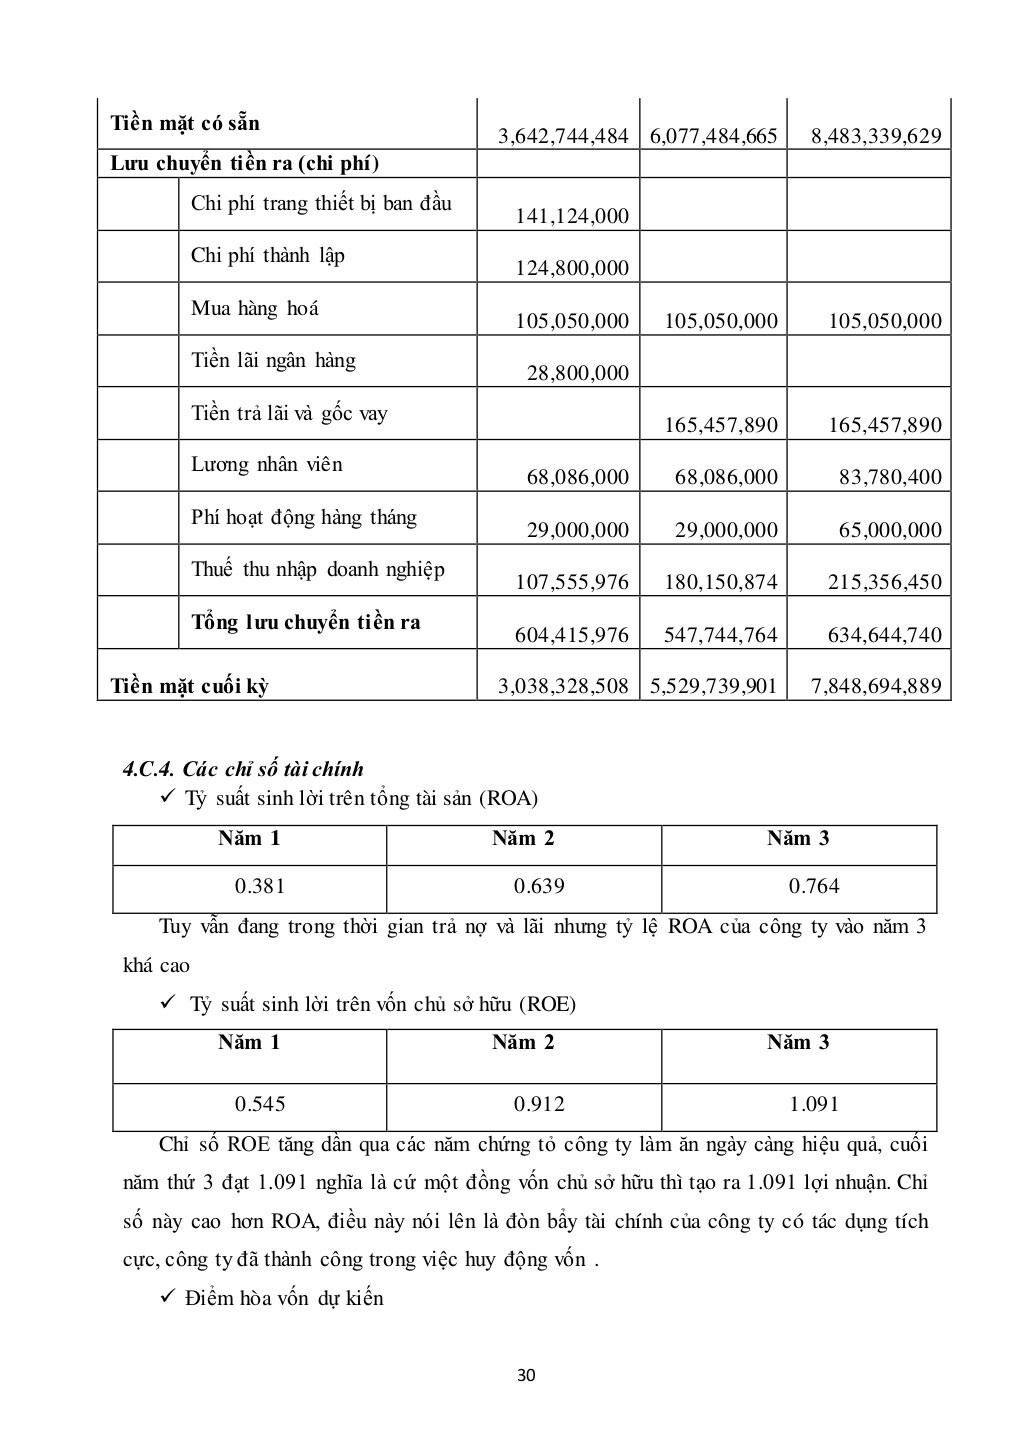 Tiền mặt có sẵn 3,642,744,484 6,077,484,665 8,483,339,629
Lưu chuyển tiền ra (chi phí)
Chi phí trang thiết bị ban đầu 141,124,000
Chi phí thành lập 124,800,000
Mua hàng hoá 105,050,000 105,050,000 105,050,000
Tiền lãi ngân hàng 28,800,000
Tiền trả lãi và gốc vay 165,457,890 165,457,890
Lương nhân viên 68,086,000 68,086,000 83,780,400
Phí hoạt động hàng tháng 29,000,000 29,000,000 65,000,000
Thuế thu nhập doanh nghiệp 107,555,976 180,150,874 215,356,450
Tổng lưu chuyển tiền ra 604,415,976 547,744,764 634,644,740
Tiền mặt cuối kỳ 3,038,328,508 5,529,739,901 7,848,694,889
4.C.4. Các chỉ số tài chính
✓ Tỷ suất sinh lời trên tổng tài sản (ROA)
Năm 1 Năm 2 Năm 3
0.381 0.639 0.764
Tuy vẫn đang trong thời gian trả nợ và lãi nhưng tỷ lệ ROA của công ty vào năm 3
khá cao
✓ Tỷ suất sinh lời trên vốn chủ sở hữu (ROE)
Năm 1 Năm 2 Năm 3
0.545 0.912 1.091
Chỉ số ROE tăng dần qua các năm chứng tỏ công ty làm ăn ngày càng hiệu quả, cuối
năm thứ 3 đạt 1.091 nghĩa là cứ một đồng vốn chủ sở hữu thì tạo ra 1.091 lợi nhuận. Chỉ
số này cao hơn ROA, điều này nói lên là đòn bẩy tài chính của công ty có tác dụng tích
cực, công ty đã thành công trong việc huy động vốn .
✓ Điểm hòa vốn dự kiến
30